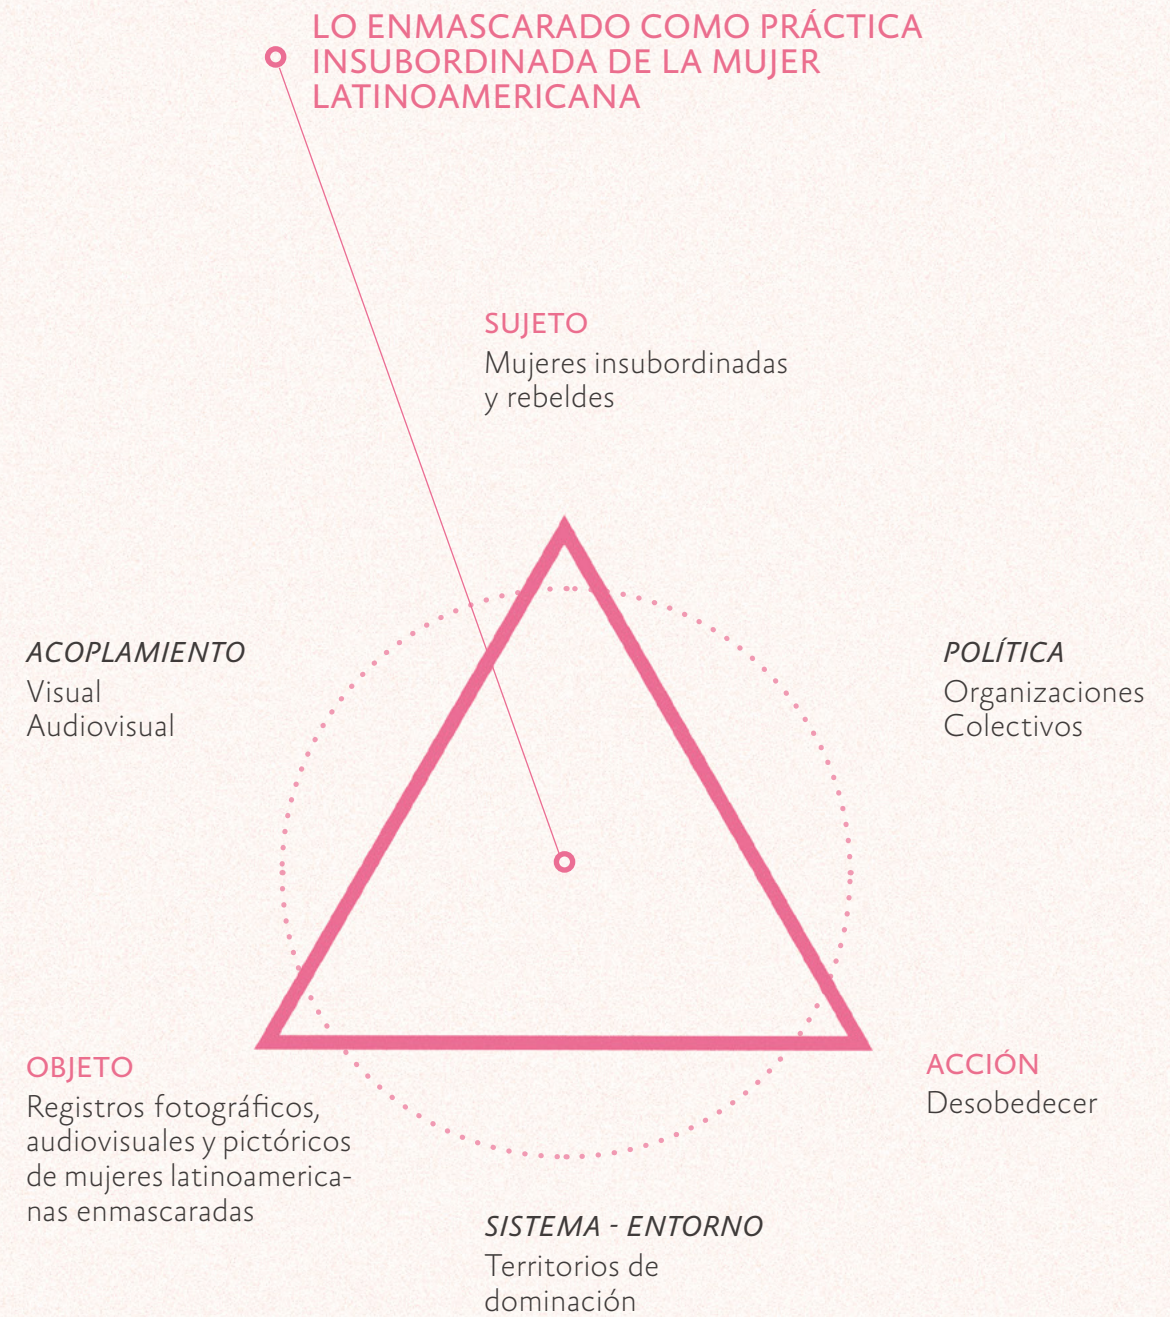 LO ENMASCARADO COMO PRÁCTICA
INSUBORDINADA DE LA MUJER
LATINOAMERICANA
SUJETO
Mujeres insubordinadas
y rebeldes
ACOPLAMIENTO
Visual
Audiovisual
POLÍTICA
Organizaciones
Colectivos
OBJETO
Registros fotográficos,
audiovisuales y pictóricos
de mujeres latinoamerica-
nas enmascaradas
ACCIÓN
Desobedecer
SISTEMA - ENTORNO
Territorios de
dominación